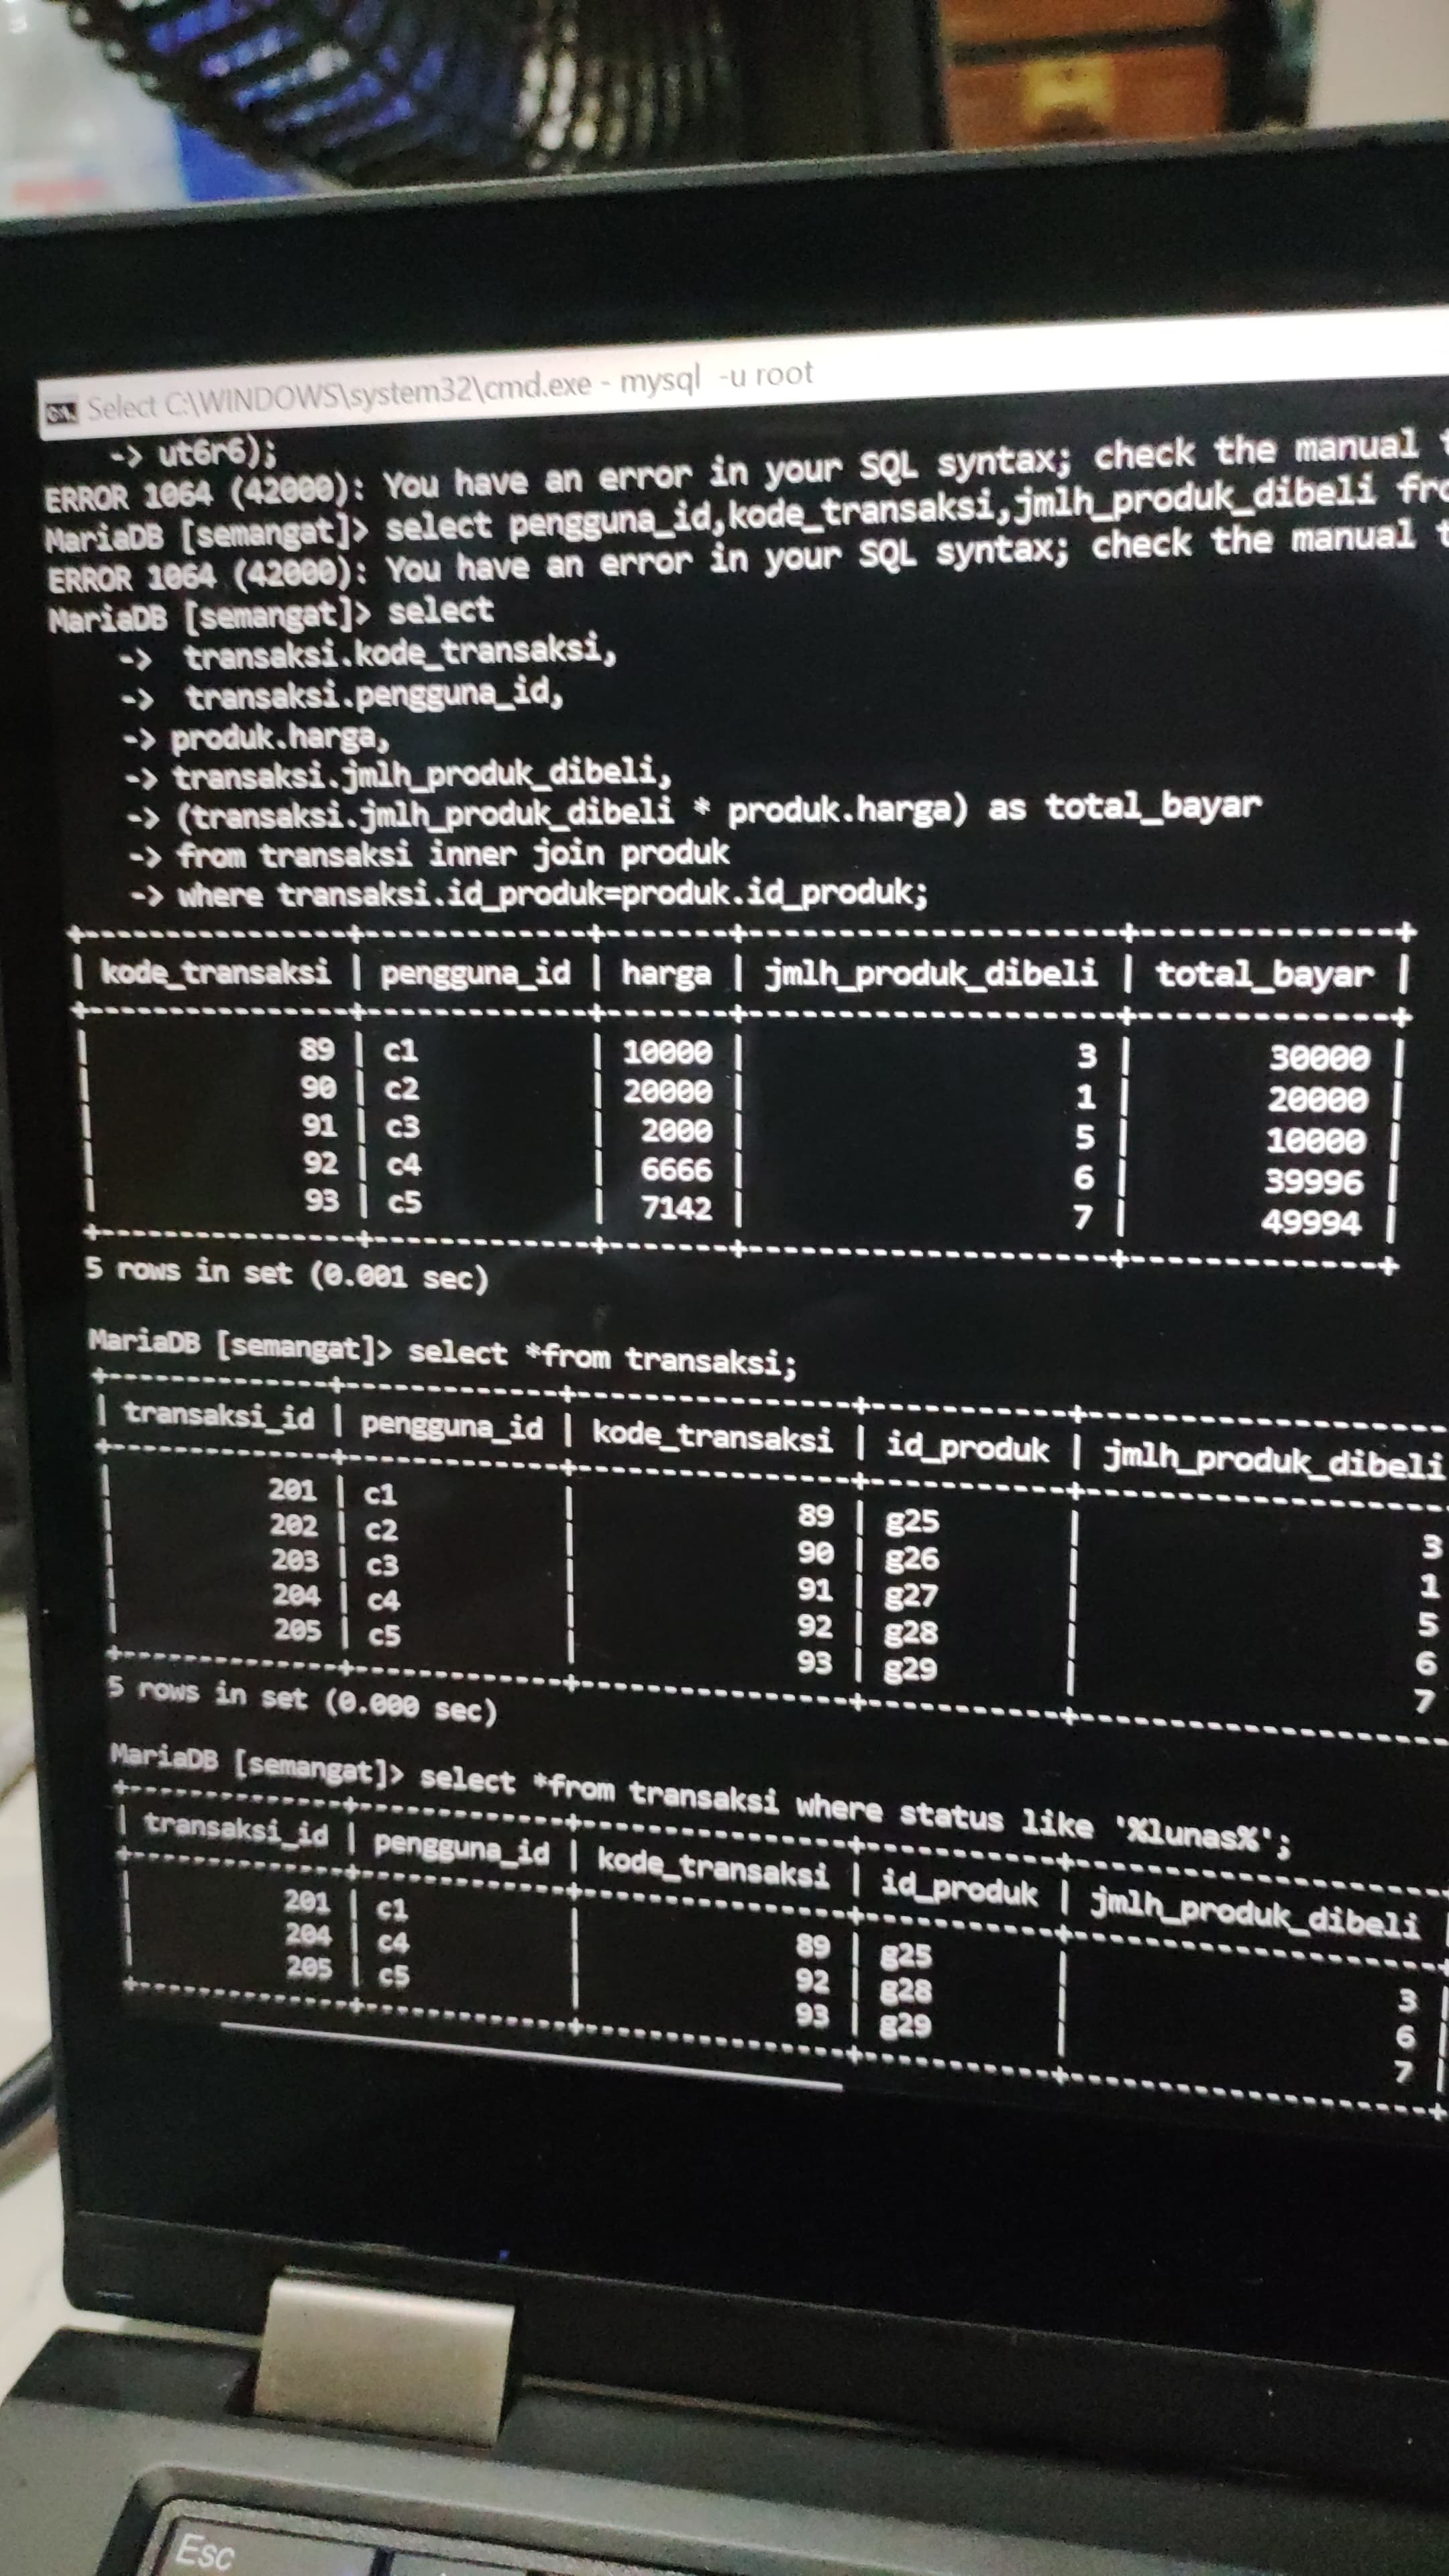 Select C:\WINDOWS\system32\cmd.exe - mysql  -u root
-> ut6r6);
ERROR 1064 (42000): You have an error in your SQL syntax; check the manual t
MariaDB [semangat]> select pengguna_id,kode_transaksi,jmlh_produk_dibeli fro
ERROR 1064 (42000): You have an error in your SQL syntax; check the manual t
MariaDB [semangat]> select
->  transaksi.kode_transaksi,
->  transaksi.pengguna_id,
-> produk.harga,
-> transaksi.jmlh_produk_dibeli,
-> (transaksi.jmlh_produk_dibeli * produk.harga) as total_bayar
-> from transaksi inner join produk
-> where transaksi.id_produk=produk.id_produk;
| kode_transaksi | pengguna_id | harga | jmlh_produk_dibeli | total_bayar |
| 89 | c1 | 10000 | 3 | 30000 |
| 90 | c2 | 20000 | 1 | 20000 |
| 91 | c3 | 2000 | 5 | 10000 |
| 92 | c4 | 6666 | 6 | 39996 |
| 93 | c5 | 7142 | 7 | 49994 |
5 rows in set (0.001 sec)
MariaDB [semangat]> select *from transaksi;
| transaksi_id | pengguna_id | kode_transaksi | id_produk | jmlh_produk_dibeli
| 201 | c1 | 89 | g25 | 3
| 202 | c2 | 90 | g26 | 1
| 203 | c3 | 91 | g27 | 5
| 204 | c4 | 92 | g28 | 6
| 205 | c5 | 93 | g29 | 7
5 rows in set (0.000 sec)
MariaDB [semangat]> select *from transaksi where status like '%lunas%';
| transaksi_id | pengguna_id | kode_transaksi | id_produk | jmlh_produk_dibeli |
| 201 | c1 | 89 | g25 | 3 |
| 204 | c4 | 92 | g28 | 6 |
| 205 | c5 | 93 | g29 | 7 |
Esc